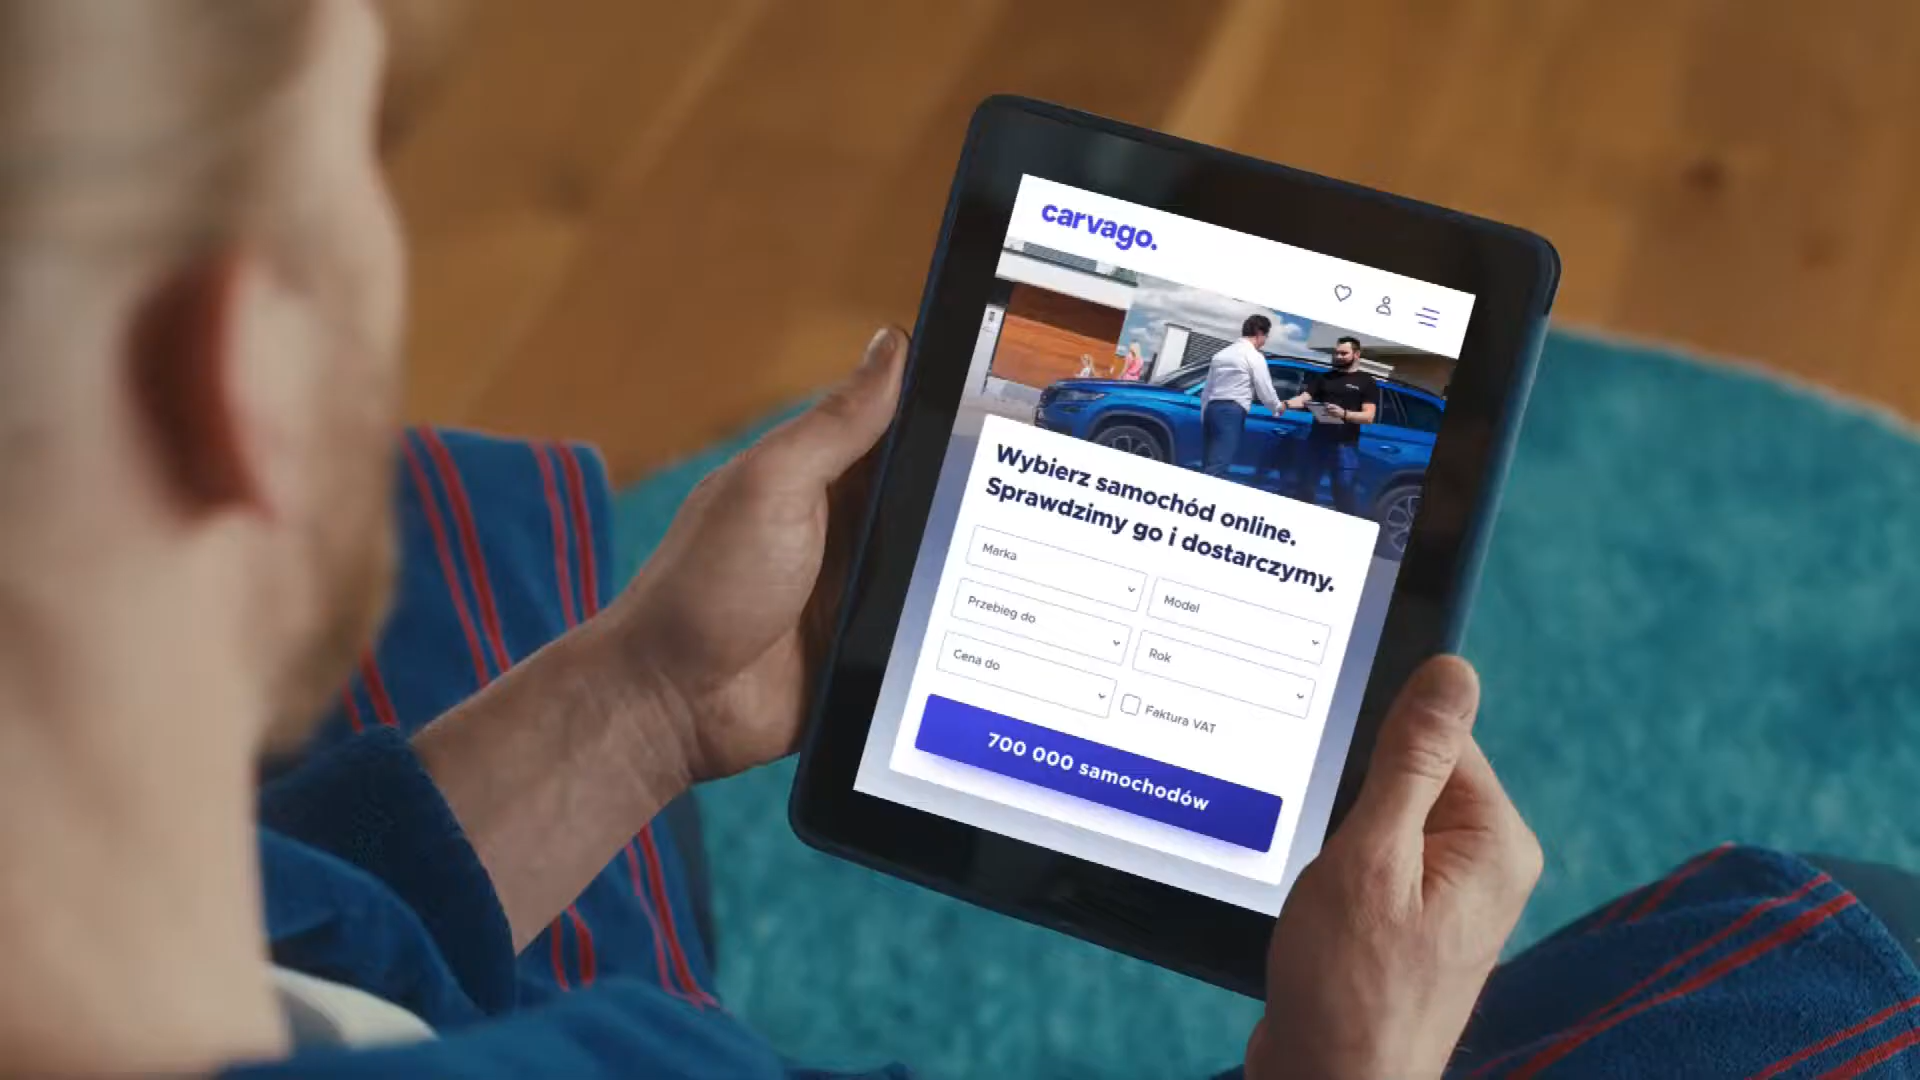 carvago.
Wybierz samochód online.
Sprawdzimy go i dostarczymy.
Marka
Model
Przebieg do
Rok
Cena do
Faktura VAT
700 000 samochodów